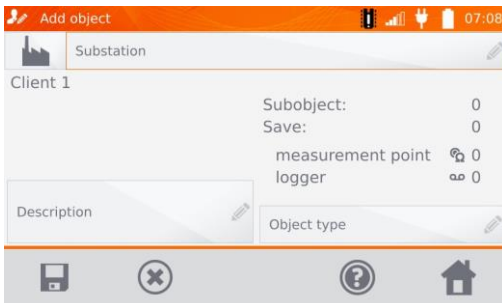 Add object 07:08
Substation
Client 1
Subobject: 0
Save: 0
measurement point 0
logger 0
Description
Object type